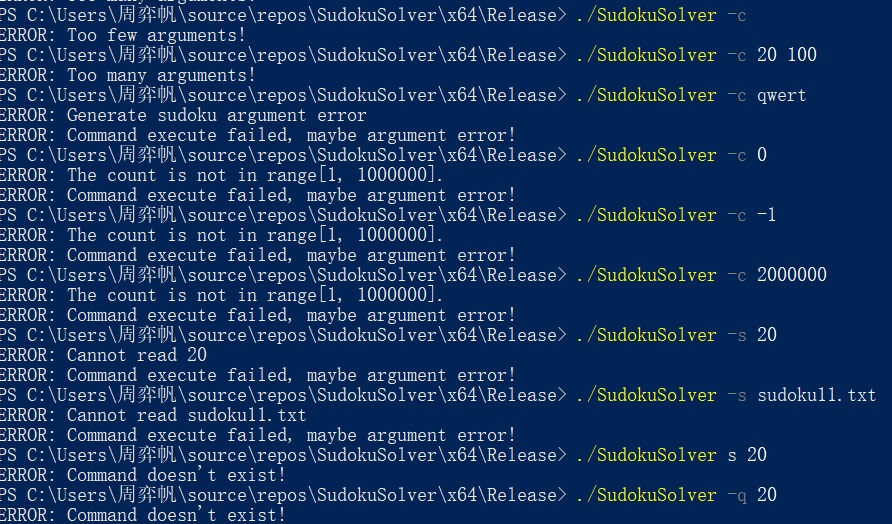 PS C:\Users\周弈帆\source\repos\SudokuSolver\x64\Release> ./SudokuSolver -c
ERROR: Too few arguments!
PS C:\Users\周弈帆\source\repos\SudokuSolver\x64\Release> ./SudokuSolver -c 20 100
ERROR: Too many arguments!
PS C:\Users\周弈帆\source\repos\SudokuSolver\x64\Release> ./SudokuSolver -c qwert
ERROR: Generate sudoku argument error
ERROR: Command execute failed, maybe argument error!
PS C:\Users\周弈帆\source\repos\SudokuSolver\x64\Release> ./SudokuSolver -c 0
ERROR: The count is not in range[1, 1000000].
ERROR: Command execute failed, maybe argument error!
PS C:\Users\周弈帆\source\repos\SudokuSolver\x64\Release> ./SudokuSolver -c -1
ERROR: The count is not in range[1, 1000000].
ERROR: Command execute failed, maybe argument error!
PS C:\Users\周弈帆\source\repos\SudokuSolver\x64\Release> ./SudokuSolver -c 2000000
ERROR: The count is not in range[1, 1000000].
ERROR: Command execute failed, maybe argument error!
PS C:\Users\周弈帆\source\repos\SudokuSolver\x64\Release> ./SudokuSolver -s 20
ERROR: Cannot read 20
ERROR: Command execute failed, maybe argument error!
PS C:\Users\周弈帆\source\repos\SudokuSolver\x64\Release> ./SudokuSolver -s sudoku11.txt
ERROR: Cannot read sudoku11.txt
ERROR: Command execute failed, maybe argument error!
PS C:\Users\周弈帆\source\repos\SudokuSolver\x64\Release> ./SudokuSolver s 20
ERROR: Command doesn't exist!
PS C:\Users\周弈帆\source\repos\SudokuSolver\x64\Release> ./SudokuSolver -q 20
ERROR: Command doesn't exist!